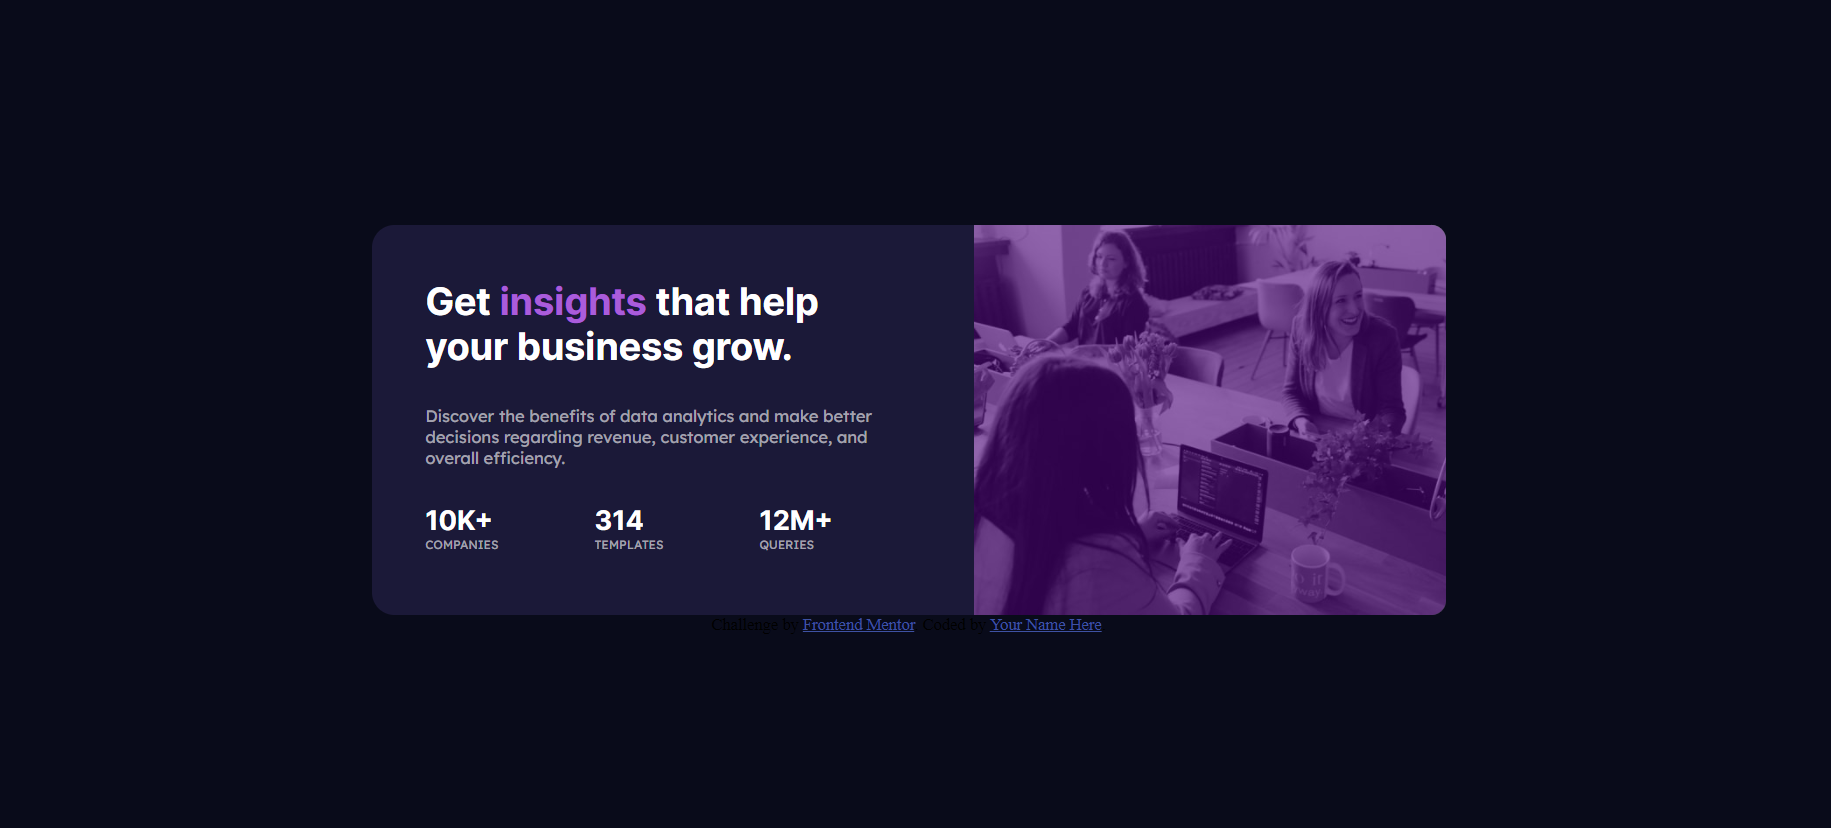 Get insights that help
your business grow.
Discover the benefits of data analytics and make better
decisions regarding revenue, customer experience, and
overall efficiency.
10K+ 314 12M+
COMPANIES TEMPLATES QUERIES
Challenge by Frontend Mentor. Coded by Your Name Here